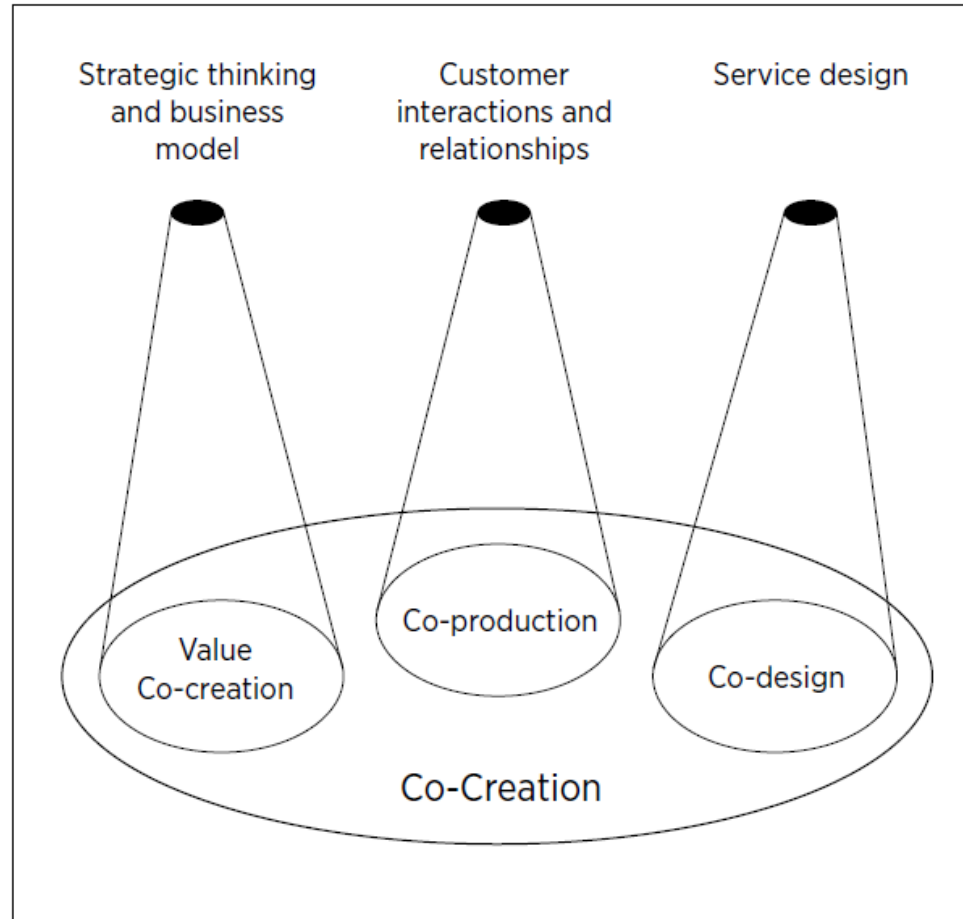 Strategic thinking
and business
model
Customer
interactions and
relationships
Service design
Value
Co-creation
Co-production
Co-design
Co-Creation